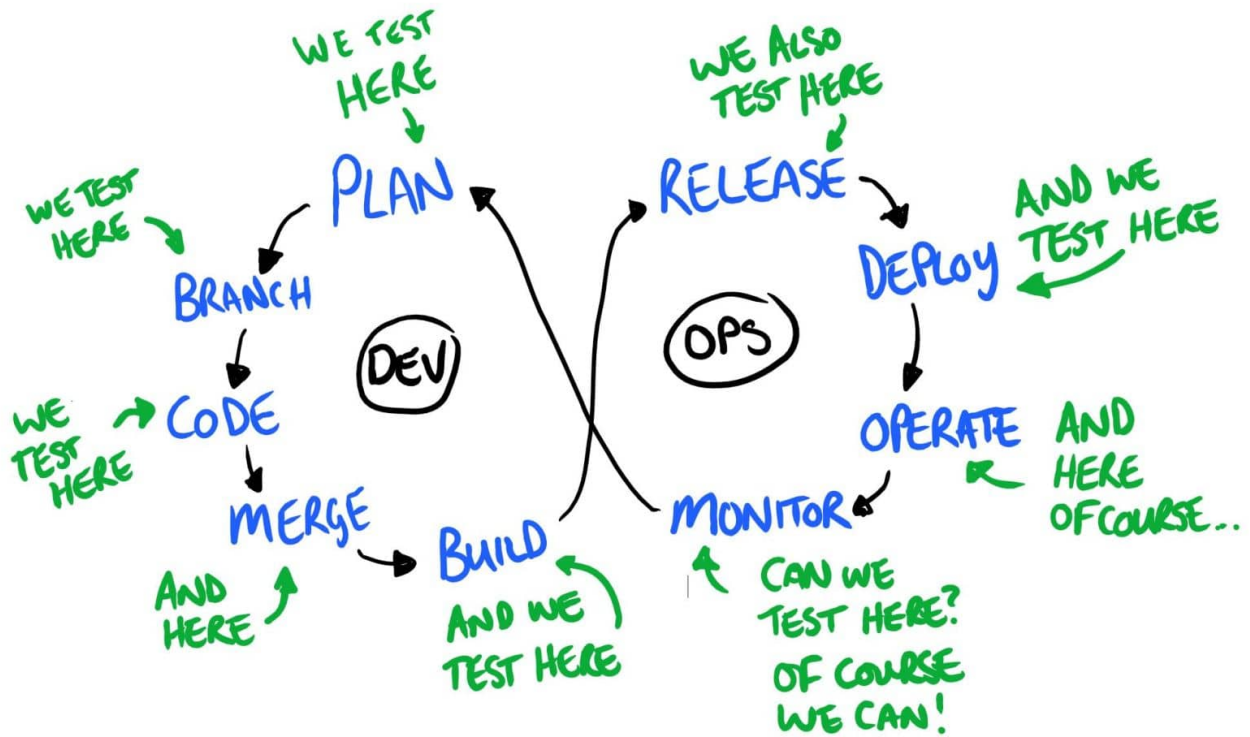 WE TEST
HERE
PLAN
WE TEST
HERE
BRANCH
DEV
WE
TEST
HERE
CODE
MERGE
AND
HERE
BUILD
AND WE
TEST HERE
WE ALSO
TEST HERE
RELEASE
AND WE
TEST HERE
DEPLOY
OPS
OPERATE
AND
HERE
OFCOURSE...
MONITOR
CAN WE
TEST HERE?
OF COURSE
WE CAN!